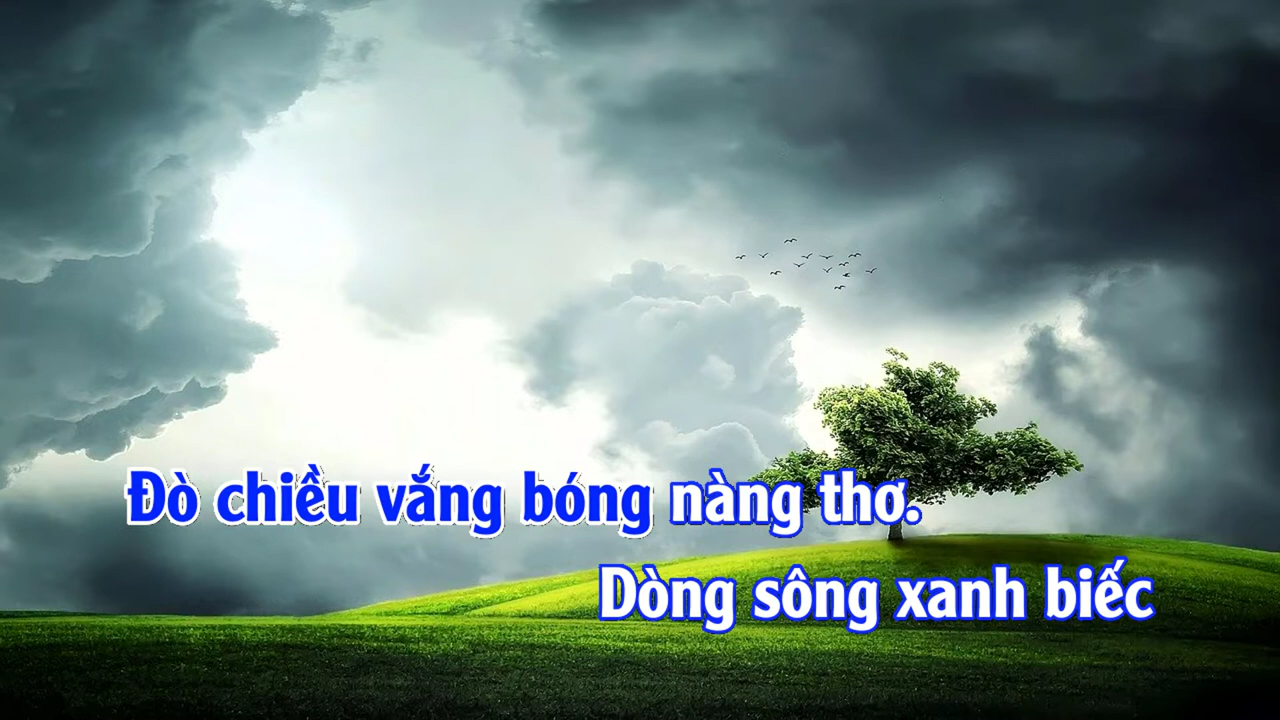 Đò chiều vắng bóng nàng thơ.
Dòng sông xanh biếc